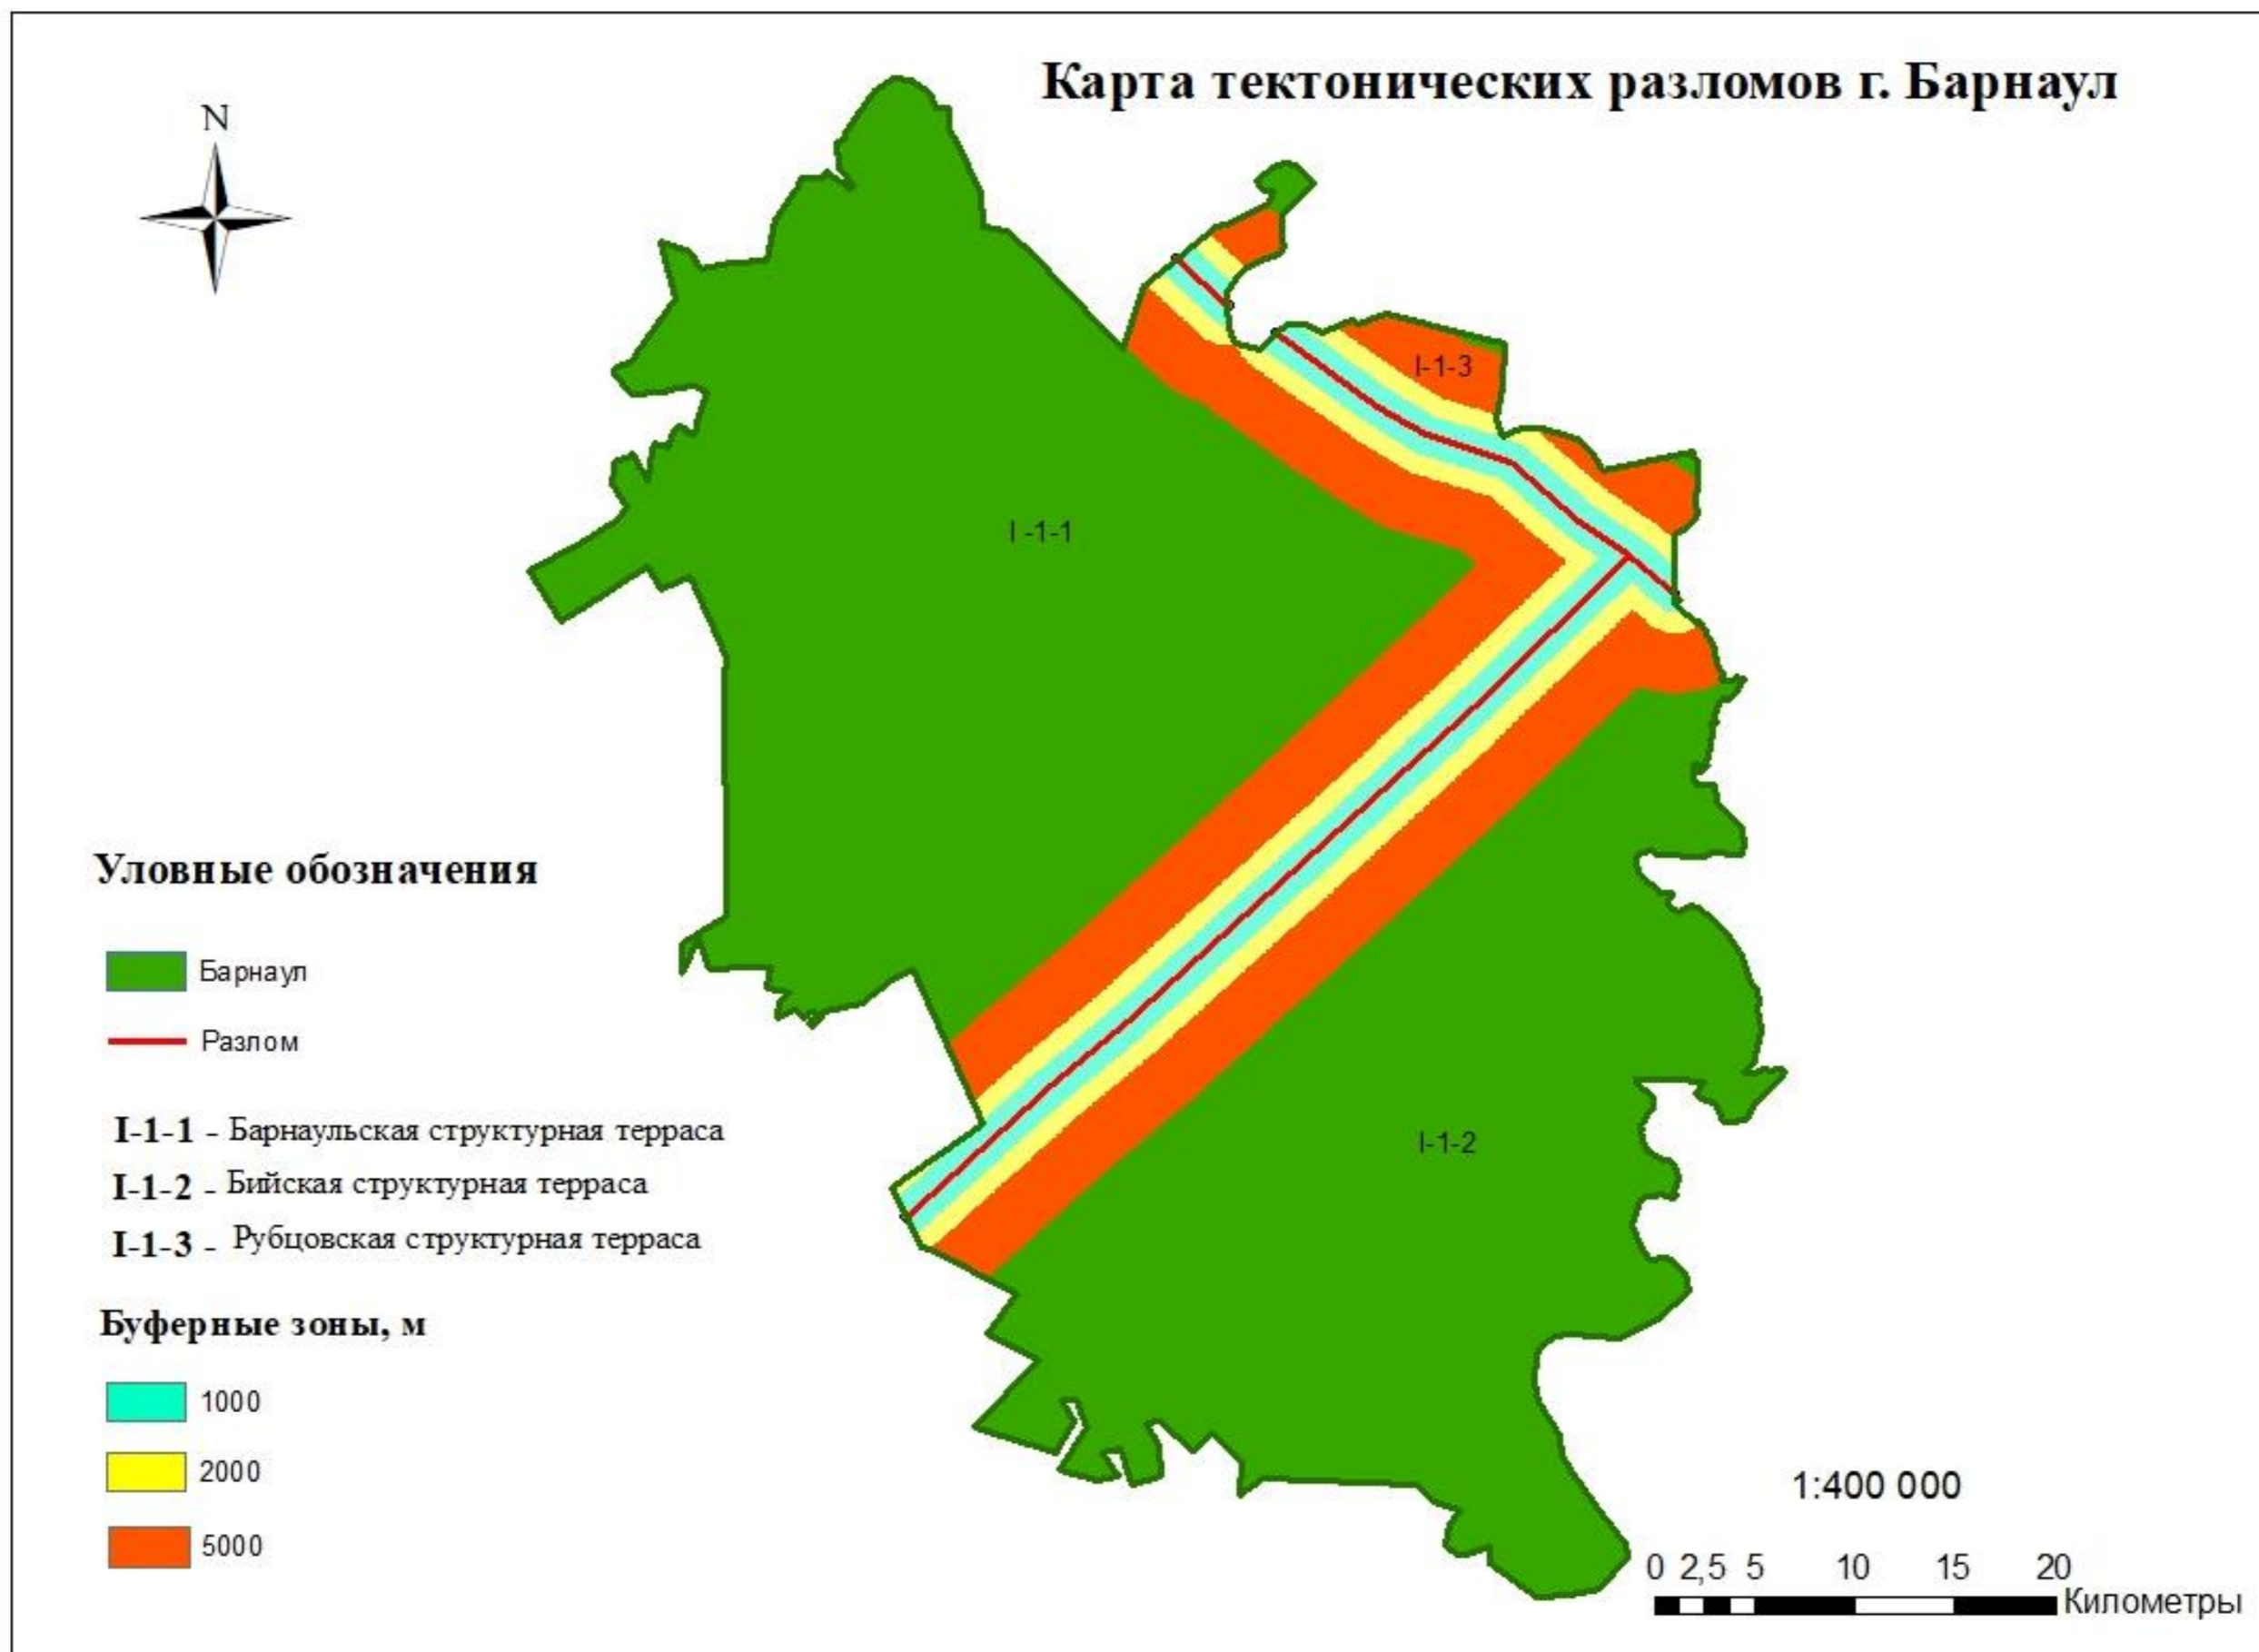 Карта тектонических разломов г. Барнаул
N
I-1-3
I -1-1
I-1-2
Уловные обозначения
Барнаул
Разлом
I-1-1 - Барнаульская структурная терраса
I-1-2 - Бийская структурная терраса
I-1-3 - Рубцовская структурная терраса
Буферные зоны, м
1000
2000
5000
1:400 000
0 2,5 5 10 15 20
Километры